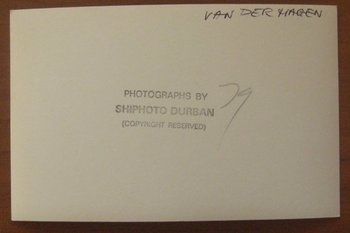 VAN DER HAGEN
PHOTOGRAPHS BY
SHIPHOTO DURBAN
(COPYRIGHT RESERVED)
79